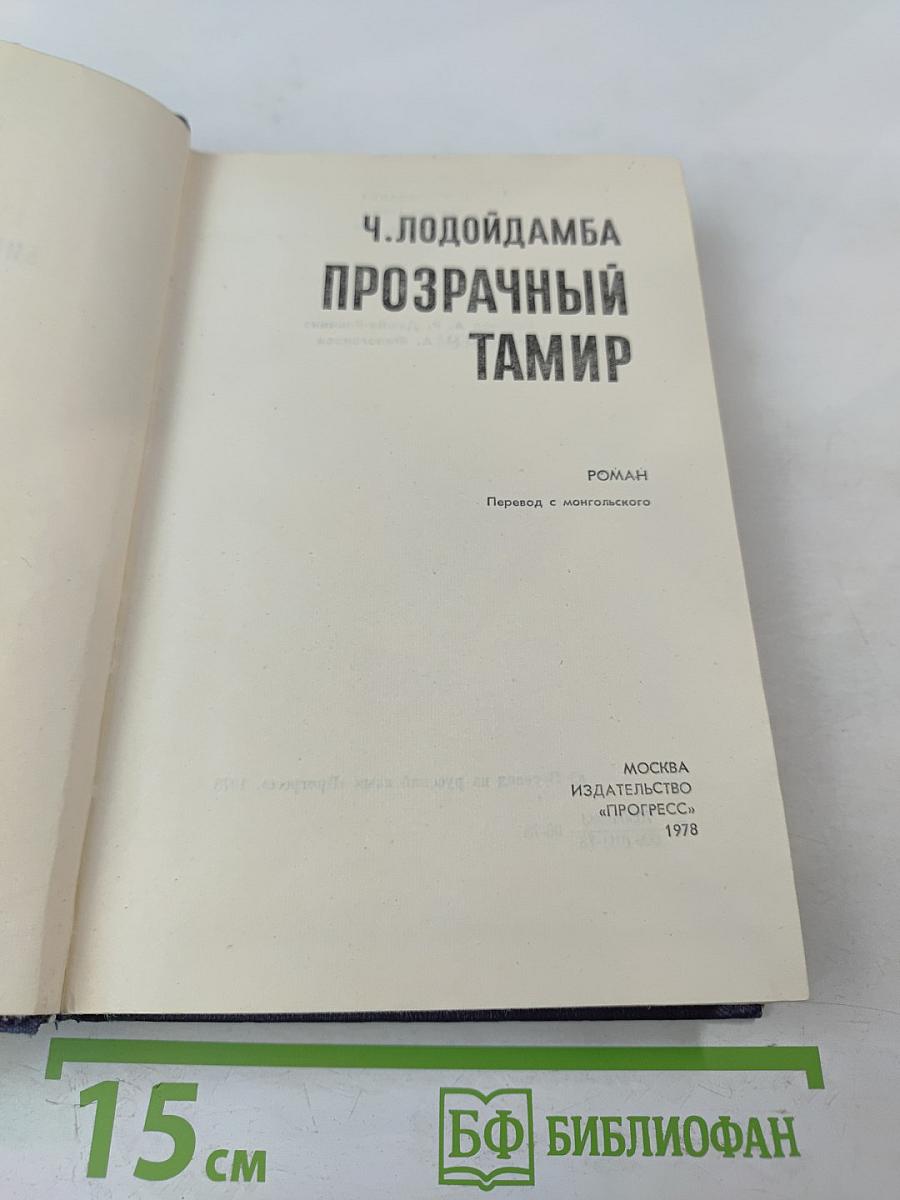 Ч. ЛОДОЙДАМБА
ПРОЗРАЧНЫЙ
ТАМИР
РОМАН
Перевод с монгольского
МОСКВА
ИЗДАТЕЛЬСТВО
«ПРОГРЕСС»
1978
15 см
БФ БИБЛИОФАН